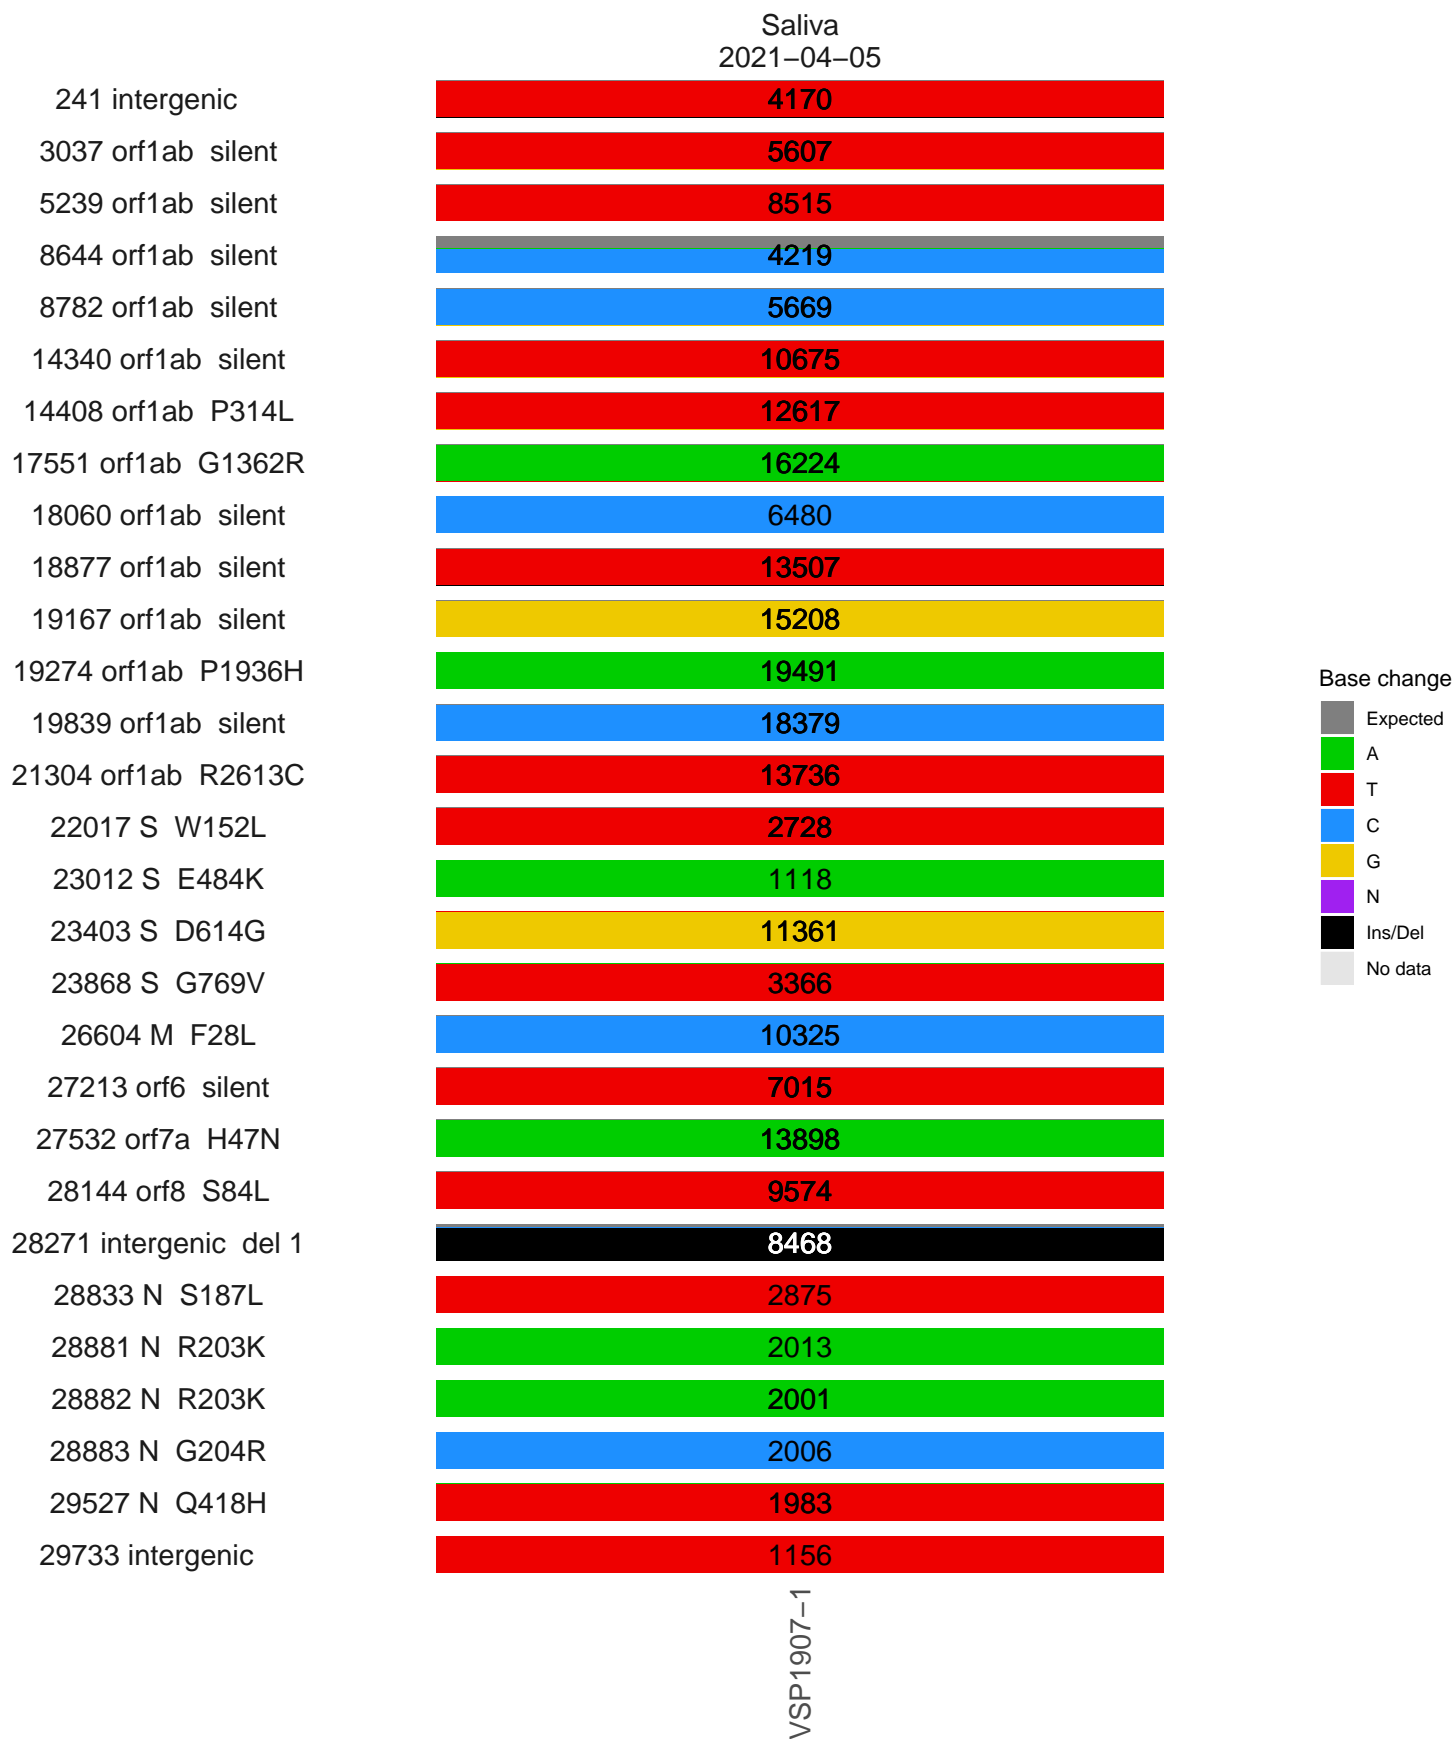 Saliva
2021−04−05
241 intergenic 4170
3037 orf1ab silent 5607
5239 orf1ab silent 8515
8644 orf1ab silent 4219
8782 orf1ab silent 5669
14340 orf1ab silent 10675
14408 orf1ab P314L 12617
17551 orf1ab G1362R 16224
18060 orf1ab silent 6480
18877 orf1ab silent 13507
19167 orf1ab silent 15208
19274 orf1ab P1936H 19491
19839 orf1ab silent 18379
21304 orf1ab R2613C 13736
22017 S W152L 2728
23012 S E484K 1118
23403 S D614G 11361
23868 S G769V 3366
26604 M F28L 10325
27213 orf6 silent 7015
27532 orf7a H47N 13898
28144 orf8 S84L 9574
28271 intergenic del 1 8468
28833 N S187L 2875
28881 N R203K 2013
28882 N R203K 2001
28883 N G204R 2006
29527 N Q418H 1983
29733 intergenic 1156
VSP1907−1
Base change
Expected
A
T
C
G
N
Ins/Del
No data